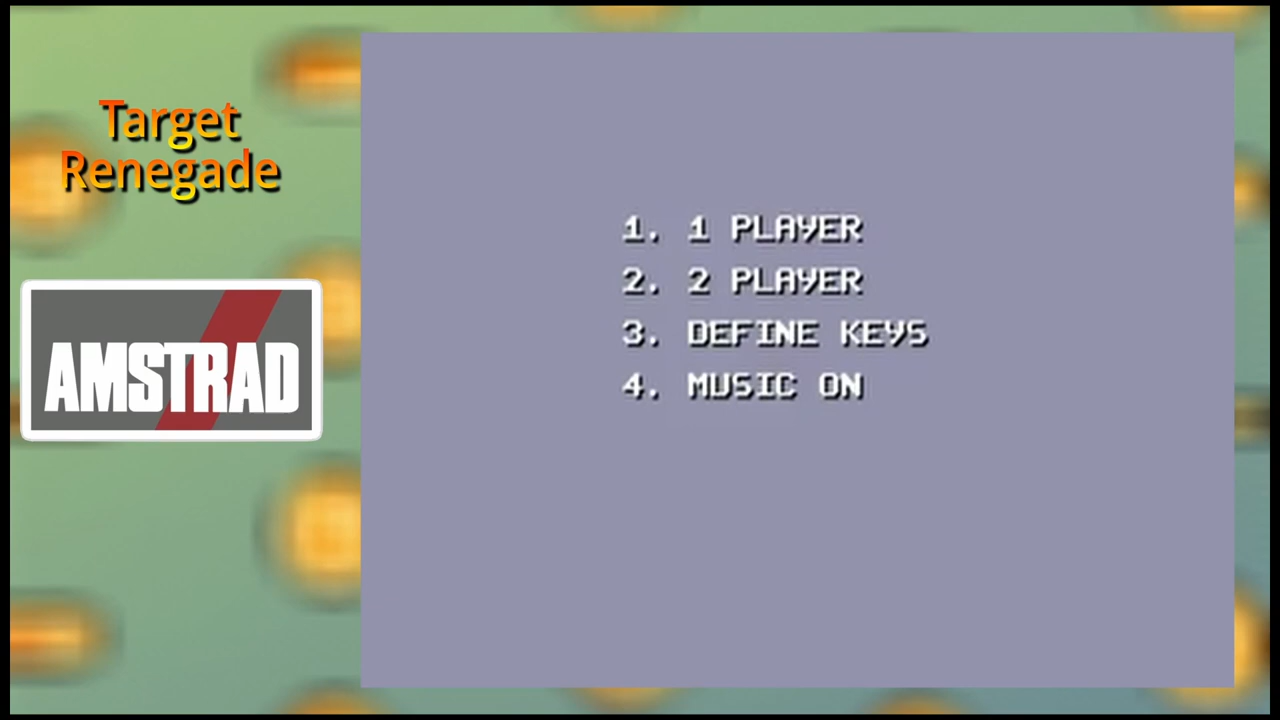 Target
Renegade
AMSTRAD
1. 1 PLAYER
2. 2 PLAYER
3. DEFINE KEYS
4. MUSIC ON